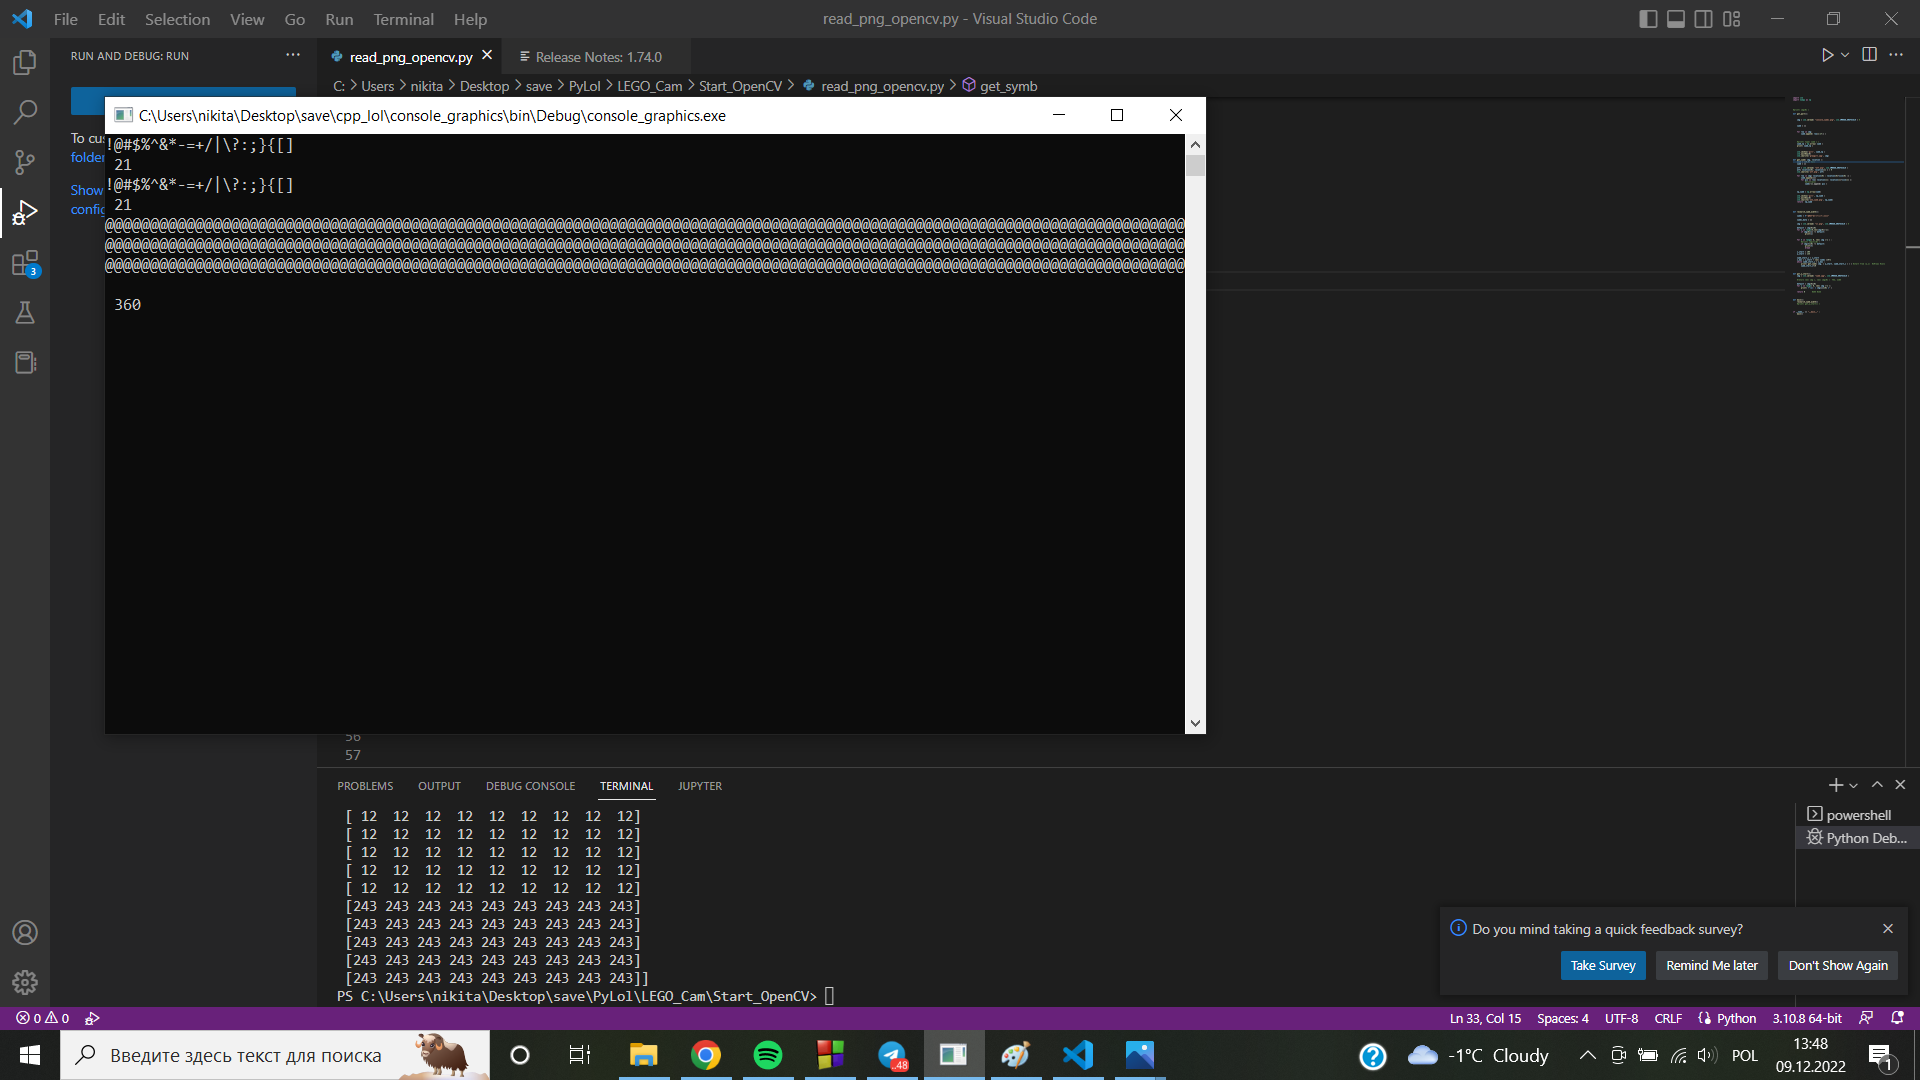 File Edit Selection View Go Run Terminal Help
read_png_opencv.py - Visual Studio Code
RUN AND DEBUG: RUN
read_png_opencv.py
Release Notes: 1.74.0
C: > Users > nikita > Desktop > save > PyLol > LEGO_Cam > Start_OpenCV > read_png_opencv.py > get_symb
To cus
folder
Show
config
3
C:\Users\nikita\Desktop\save\cpp_lol\console_graphics\bin\Debug\console_graphics.exe
!@#$%^&*-=+/|\?:;}{[]
21
!@#$%^&*-=+/|\?:;}{[]
21
@@@@@@@@@@@@@@@@@@@@@@@@@@@@@@@@@@@@@@@@@@@@@@@@@@@@@@@@@@@@@@@@@@@@@@@@@@@@@@@@@@@@@@@@@@@@@@@@@@@@@@@@@@@@@@@@@@@@@@@@
@@@@@@@@@@@@@@@@@@@@@@@@@@@@@@@@@@@@@@@@@@@@@@@@@@@@@@@@@@@@@@@@@@@@@@@@@@@@@@@@@@@@@@@@@@@@@@@@@@@@@@@@@@@@@@@@@@@@@@@@
@@@@@@@@@@@@@@@@@@@@@@@@@@@@@@@@@@@@@@@@@@@@@@@@@@@@@@@@@@@@@@@@@@@@@@@@@@@@@@@@@@@@@@@@@@@@@@@@@@@@@@@@@@@@@@@@@@@@@@@@
360
56
57
PROBLEMS OUTPUT DEBUG CONSOLE TERMINAL JUPYTER
[ 12 12 12 12 12 12 12 12 12]
[ 12 12 12 12 12 12 12 12 12]
[ 12 12 12 12 12 12 12 12 12]
[ 12 12 12 12 12 12 12 12 12]
[ 12 12 12 12 12 12 12 12 12]
[243 243 243 243 243 243 243 243 243]
[243 243 243 243 243 243 243 243 243]
[243 243 243 243 243 243 243 243 243]
[243 243 243 243 243 243 243 243 243]
[243 243 243 243 243 243 243 243 243]]
PS C:\Users\nikita\Desktop\save\PyLol\LEGO_Cam\Start_OpenCV>
powershell
Python Deb...
Do you mind taking a quick feedback survey?
Take Survey
Remind Me later
Don't Show Again
0 0
Ln 33, Col 15 Spaces: 4 UTF-8 CRLF Python 3.10.8 64-bit
Введите здесь текст для поиска
48
-1°C Cloudy
POL
13:48
09.12.2022
1